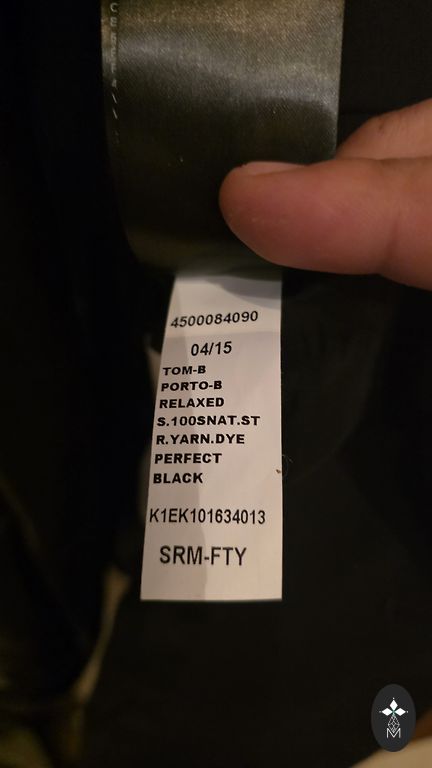 4500084090
04/15
TOM-B
PORTO-B
RELAXED
S.100SNAT.ST
R.YARN.DYE
PERFECT
BLACK
K1EK101634013
SRM-FTY
M